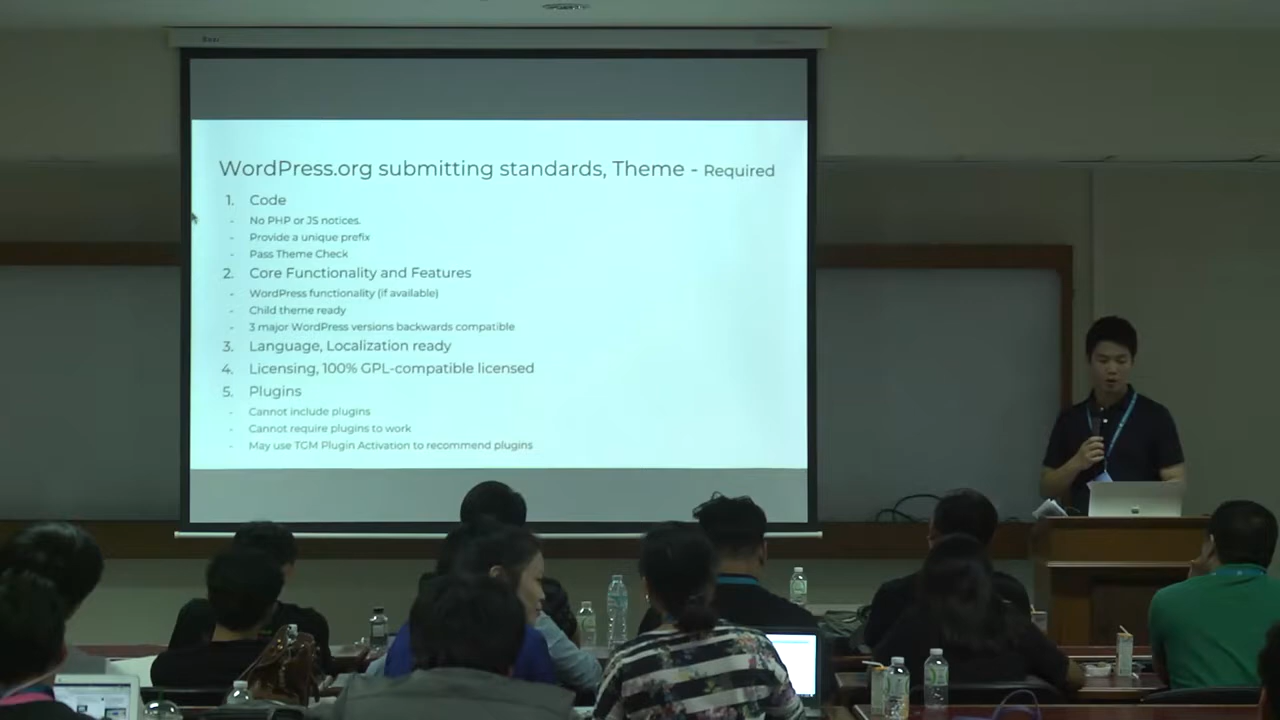 WordPress.org submitting standards, Theme - Required
1. Code
- No PHP or JS notices.
- Provide a unique prefix
- Pass Theme Check
2. Core Functionality and Features
- WordPress functionality (if available)
- Child theme ready
- 3 major WordPress versions backwards compatible
3. Language, Localization ready
4. Licensing, 100% GPL-compatible licensed
5. Plugins
- Cannot include plugins
- Cannot require plugins to work
- May use TGM Plugin Activation to recommend plugins